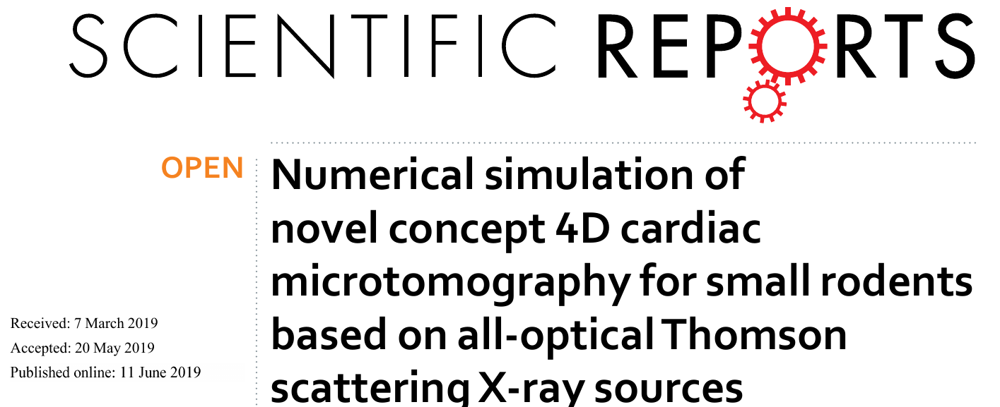 SCIENTIFIC REPORTS
OPEN
Numerical simulation of
novel concept 4D cardiac
microtomography for small rodents
based on all-optical Thomson
scattering X-ray sources
Received: 7 March 2019
Accepted: 20 May 2019
Published online: 11 June 2019